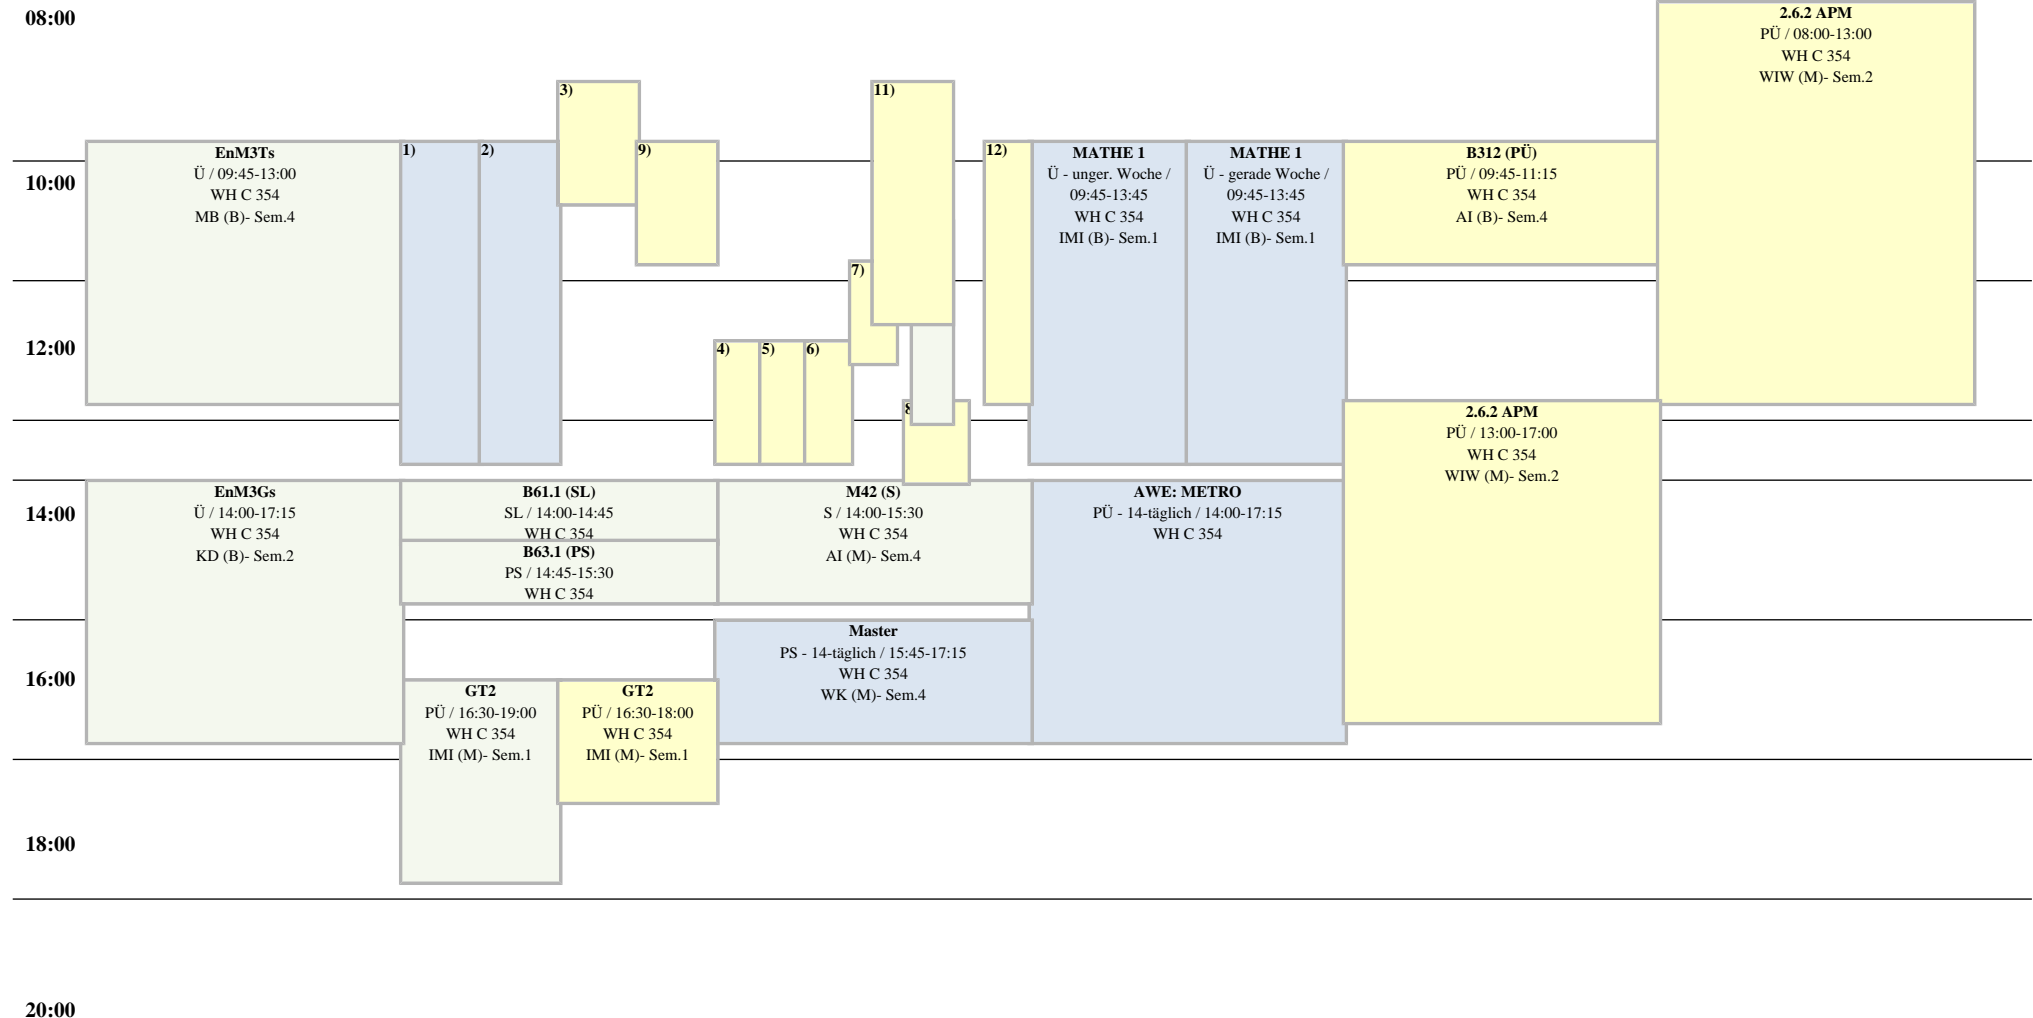 08:00
2.6.2 APM
PÜ / 08:00-13:00
WH C 354
WIW (M)- Sem.2
3)
11)
EnM3Ts
Ü / 09:45-13:00
WH C 354
MB (B)- Sem.4
1)
2)
9)
12)
MATHE 1
Ü - unger. Woche /
09:45-13:45
WH C 354
IMI (B)- Sem.1
MATHE 1
Ü - gerade Woche /
09:45-13:45
WH C 354
IMI (B)- Sem.1
B312 (PÜ)
PÜ / 09:45-11:15
WH C 354
AI (B)- Sem.4
10:00
7)
12:00
4)
5)
6)
8
2.6.2 APM
PÜ / 13:00-17:00
WH C 354
WIW (M)- Sem.2
EnM3Gs
Ü / 14:00-17:15
WH C 354
KD (B)- Sem.2
B61.1 (SL)
SL / 14:00-14:45
WH C 354
B63.1 (PS)
PS / 14:45-15:30
WH C 354
M42 (S)
S / 14:00-15:30
WH C 354
AI (M)- Sem.4
AWE: METRO
PÜ - 14-täglich / 14:00-17:15
WH C 354
14:00
Master
PS - 14-täglich / 15:45-17:15
WH C 354
WK (M)- Sem.4
16:00
GT2
PÜ / 16:30-19:00
WH C 354
IMI (M)- Sem.1
GT2
PÜ / 16:30-18:00
WH C 354
IMI (M)- Sem.1
18:00
20:00